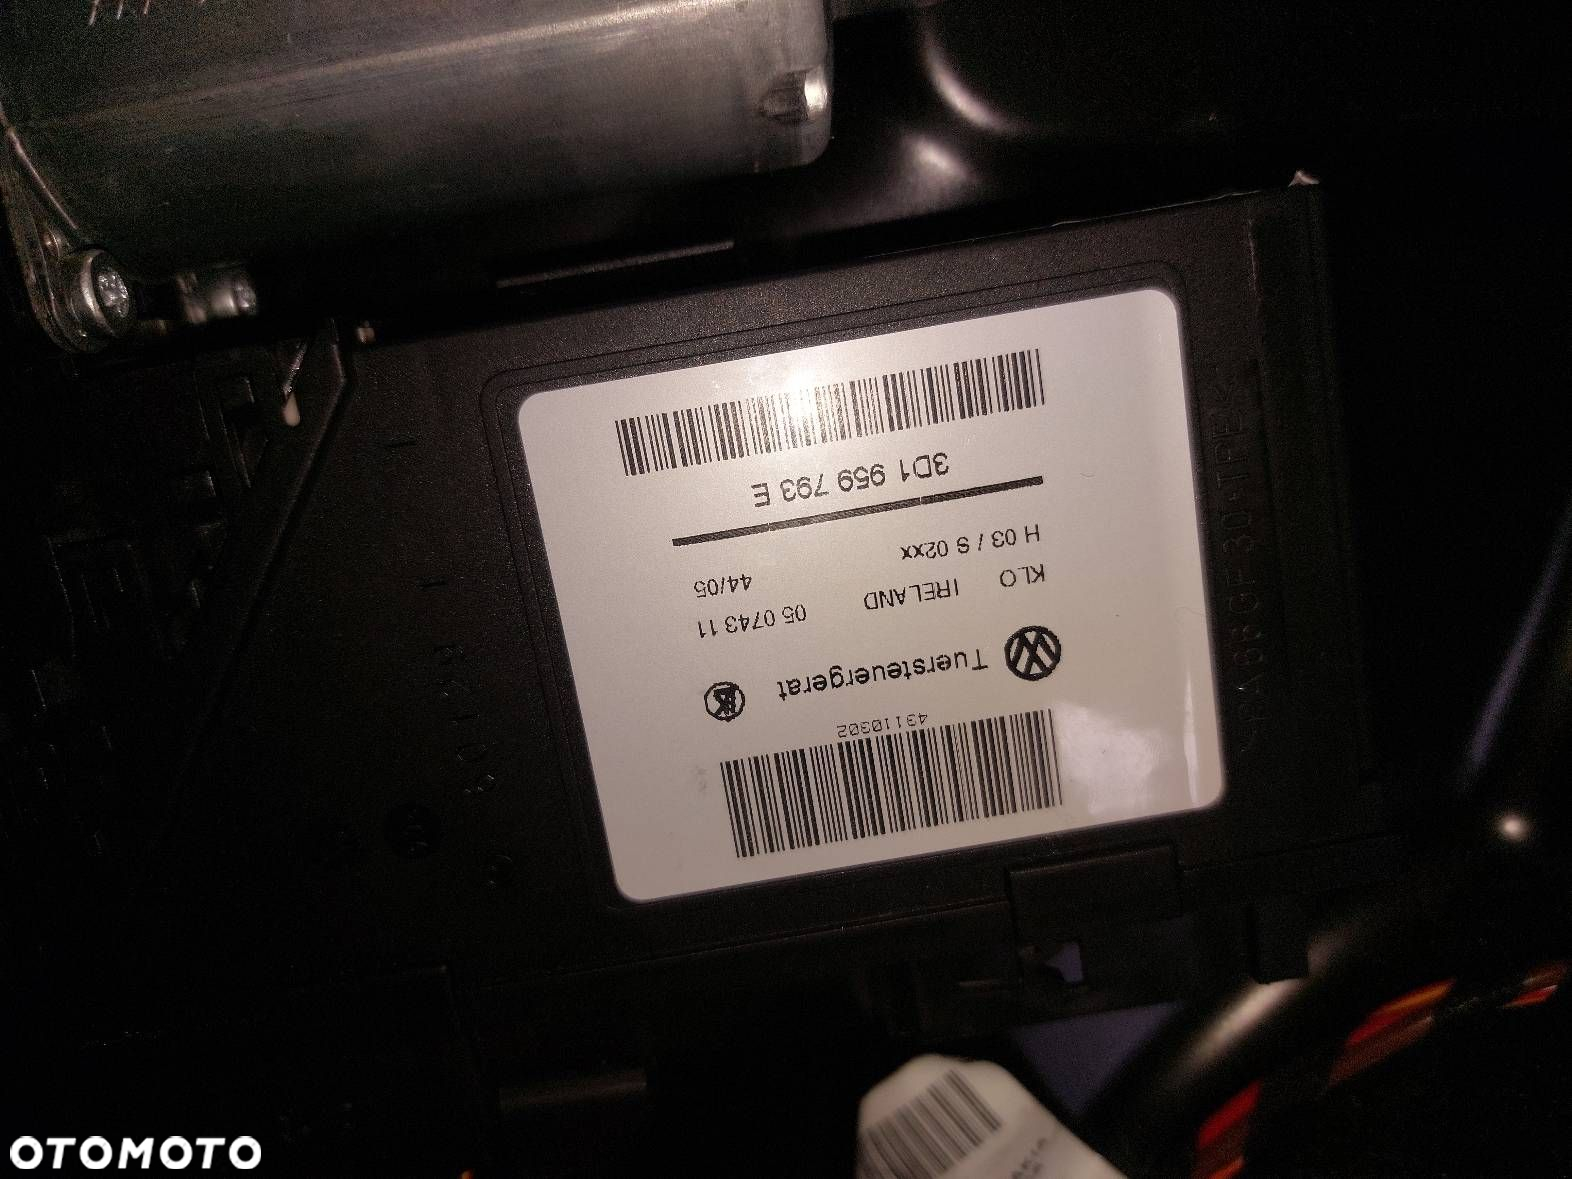 43110302
Tuersteuergerat
KLO IRELAND 05 0743 11
H 03 / S 02xx 44/05
3D1 959 793 E
OTOMOTO